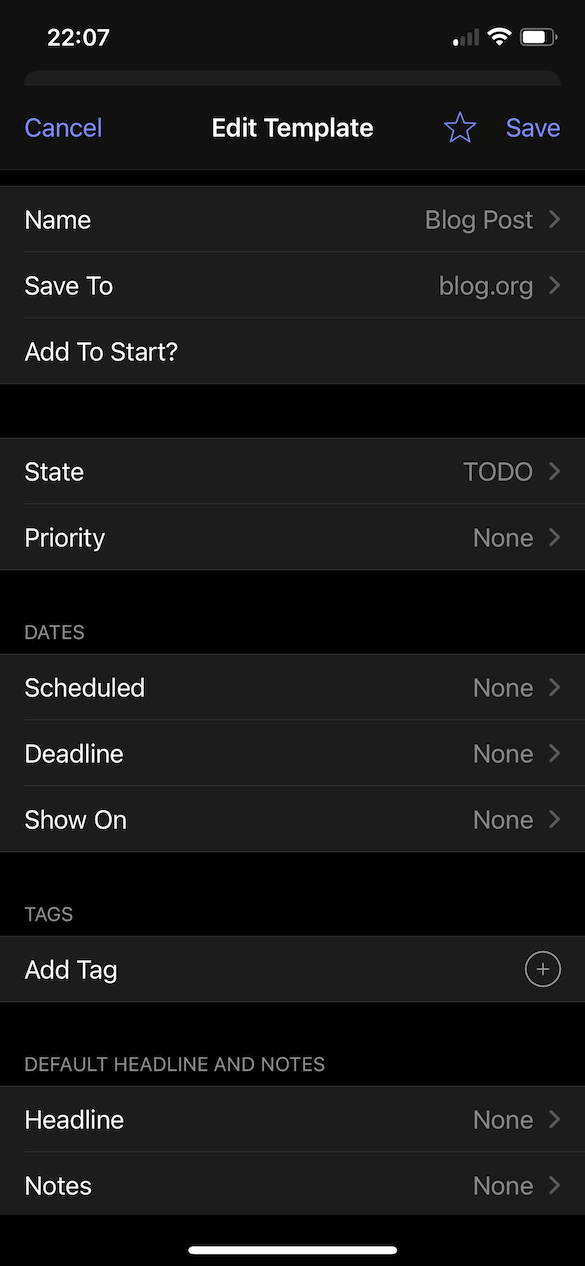 22:07
Cancel Edit Template Save
Name Blog Post
Save To blog.org
Add To Start?
State TODO
Priority None
DATES
Scheduled None
Deadline None
Show On None
TAGS
Add Tag
DEFAULT HEADLINE AND NOTES
Headline None
Notes None